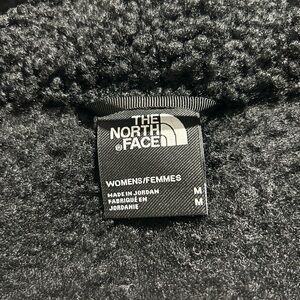 THE
NORTH
FACE
WOMENS/FEMMES
MADE IN JORDAN
FABRIQUÉ EN
JORDANIE
M
M